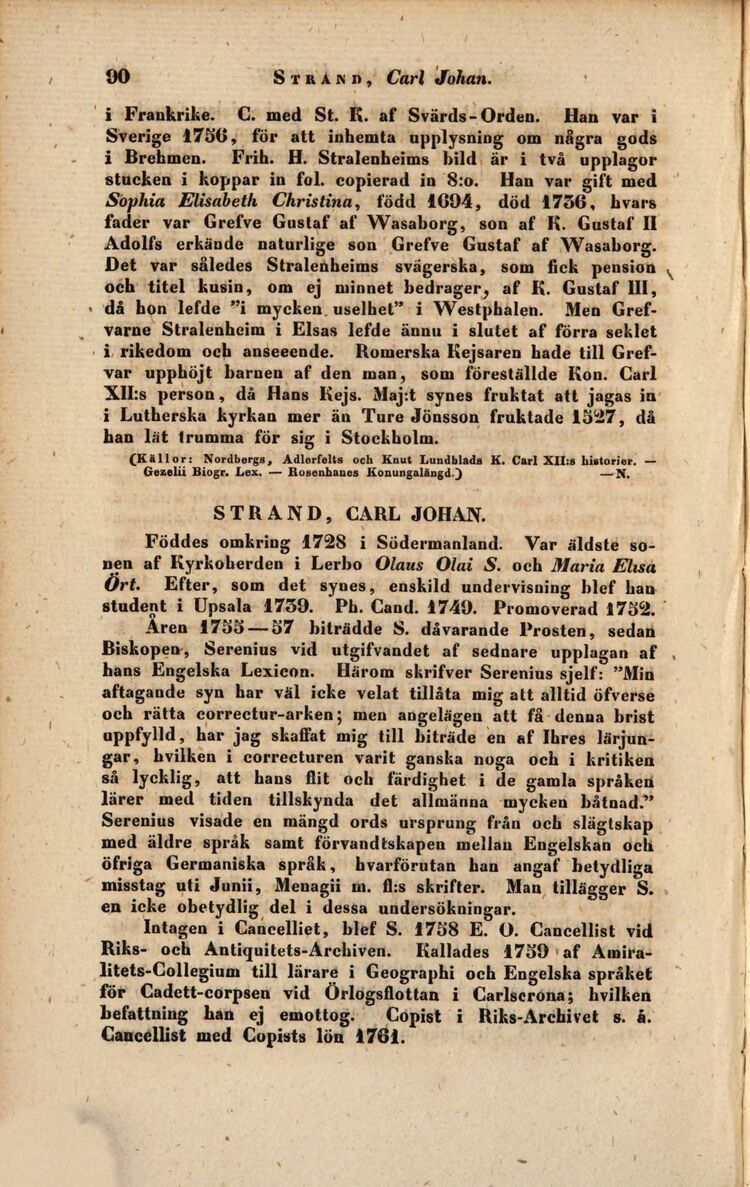 90 STRAND, Carl Johan.
i Frankrike. C. med St. K. af Svärds-Orden. Han var i
Sverige 1756, för att inhemta upplysning om några gods
i Brehmen. Frih. H. Stralenheims bild är i två upplagor
stucken i koppar in fol. copierad in 8:o. Han var gift med
Sophia Elisabeth Christina, född 1694, död 1756, hvars
fader var Grefve Gustaf af Wasaborg, son af K. Gustaf II
Adolfs erkände naturlige son Grefve Gustaf af Wasaborg.
Det var således Stralenheims svägerska, som fick pension
och titel kusin, om ej minnet bedrager, af K. Gustaf III,
då hon lefde ”i mycken uselhet” i Westphalen. Men Gref-
varne Stralenheim i Elsas lefde ännu i slutet af förra seklet
i rikedom och anseeende. Romerska Kejsaren hade till Gref-
var upphöjt barnen af den man, som föreställde Kon. Carl
XII:s person, då Hans Kejs. Maj:t synes fruktat att jagas in
i Lutherska kyrkan mer än Ture Jönsson fruktade 1527, då
han lät trumma för sig i Stockholm.
(Källor: Nordbergs, Adlerfelts och Knut Lundblads K. Carl XII:s historier. —
Gezelii Biogr. Lex. — Rosenhanes Konungalängd.) —N.
STRAND, CARL JOHAN.
Föddes omkring 1728 i Södermanland. Var äldste so-
nen af Kyrkoherden i Lerbo Olaus Olai S. och Maria Elisa
Ört. Efter, som det synes, enskild undervisning blef han
student i Upsala 1739. Ph. Cand. 1749. Promoverad 1752.
Åren 1755—57 biträdde S. dåvarande Prosten, sedan
Biskopen, Serenius vid utgifvandet af sednare upplagan af
hans Engelska Lexicon. Härom skrifver Serenius sjelf: ”Min
aftagande syn har väl icke velat tillåta mig att alltid öfverse
och rätta correctur-arken; men angelägen att få denna brist
uppfylld, har jag skaffat mig till biträde en af Ihres lärjun-
gar, hvilken i correcturen varit ganska noga och i kritiken
så lycklig, att hans flit och färdighet i de gamla språken
lärer med tiden tillskynda det allmänna mycken båtnad.”
Serenius visade en mängd ords ursprung från och slägtskap
med äldre språk samt förvandtskapen mellan Engelskan och
öfriga Germaniska språk, hvarförutan han angaf betydliga
misstag uti Junii, Menagii m. fl:s skrifter. Man tillägger S.
en icke obetydlig del i dessa undersökningar.
Intagen i Cancelliet, blef S. 1758 E. O. Cancellist vid
Riks- och Antiquitets-Archiven. Kallades 1759 af Amira-
litets-Collegium till lärare i Geographi och Engelska språket
för Cadett-corpsen vid Örlogsflottan i Carlscrona; hvilken
befattning han ej emottog. Copist i Riks-Archivet s. å.
Cancellist med Copists lön 1761.